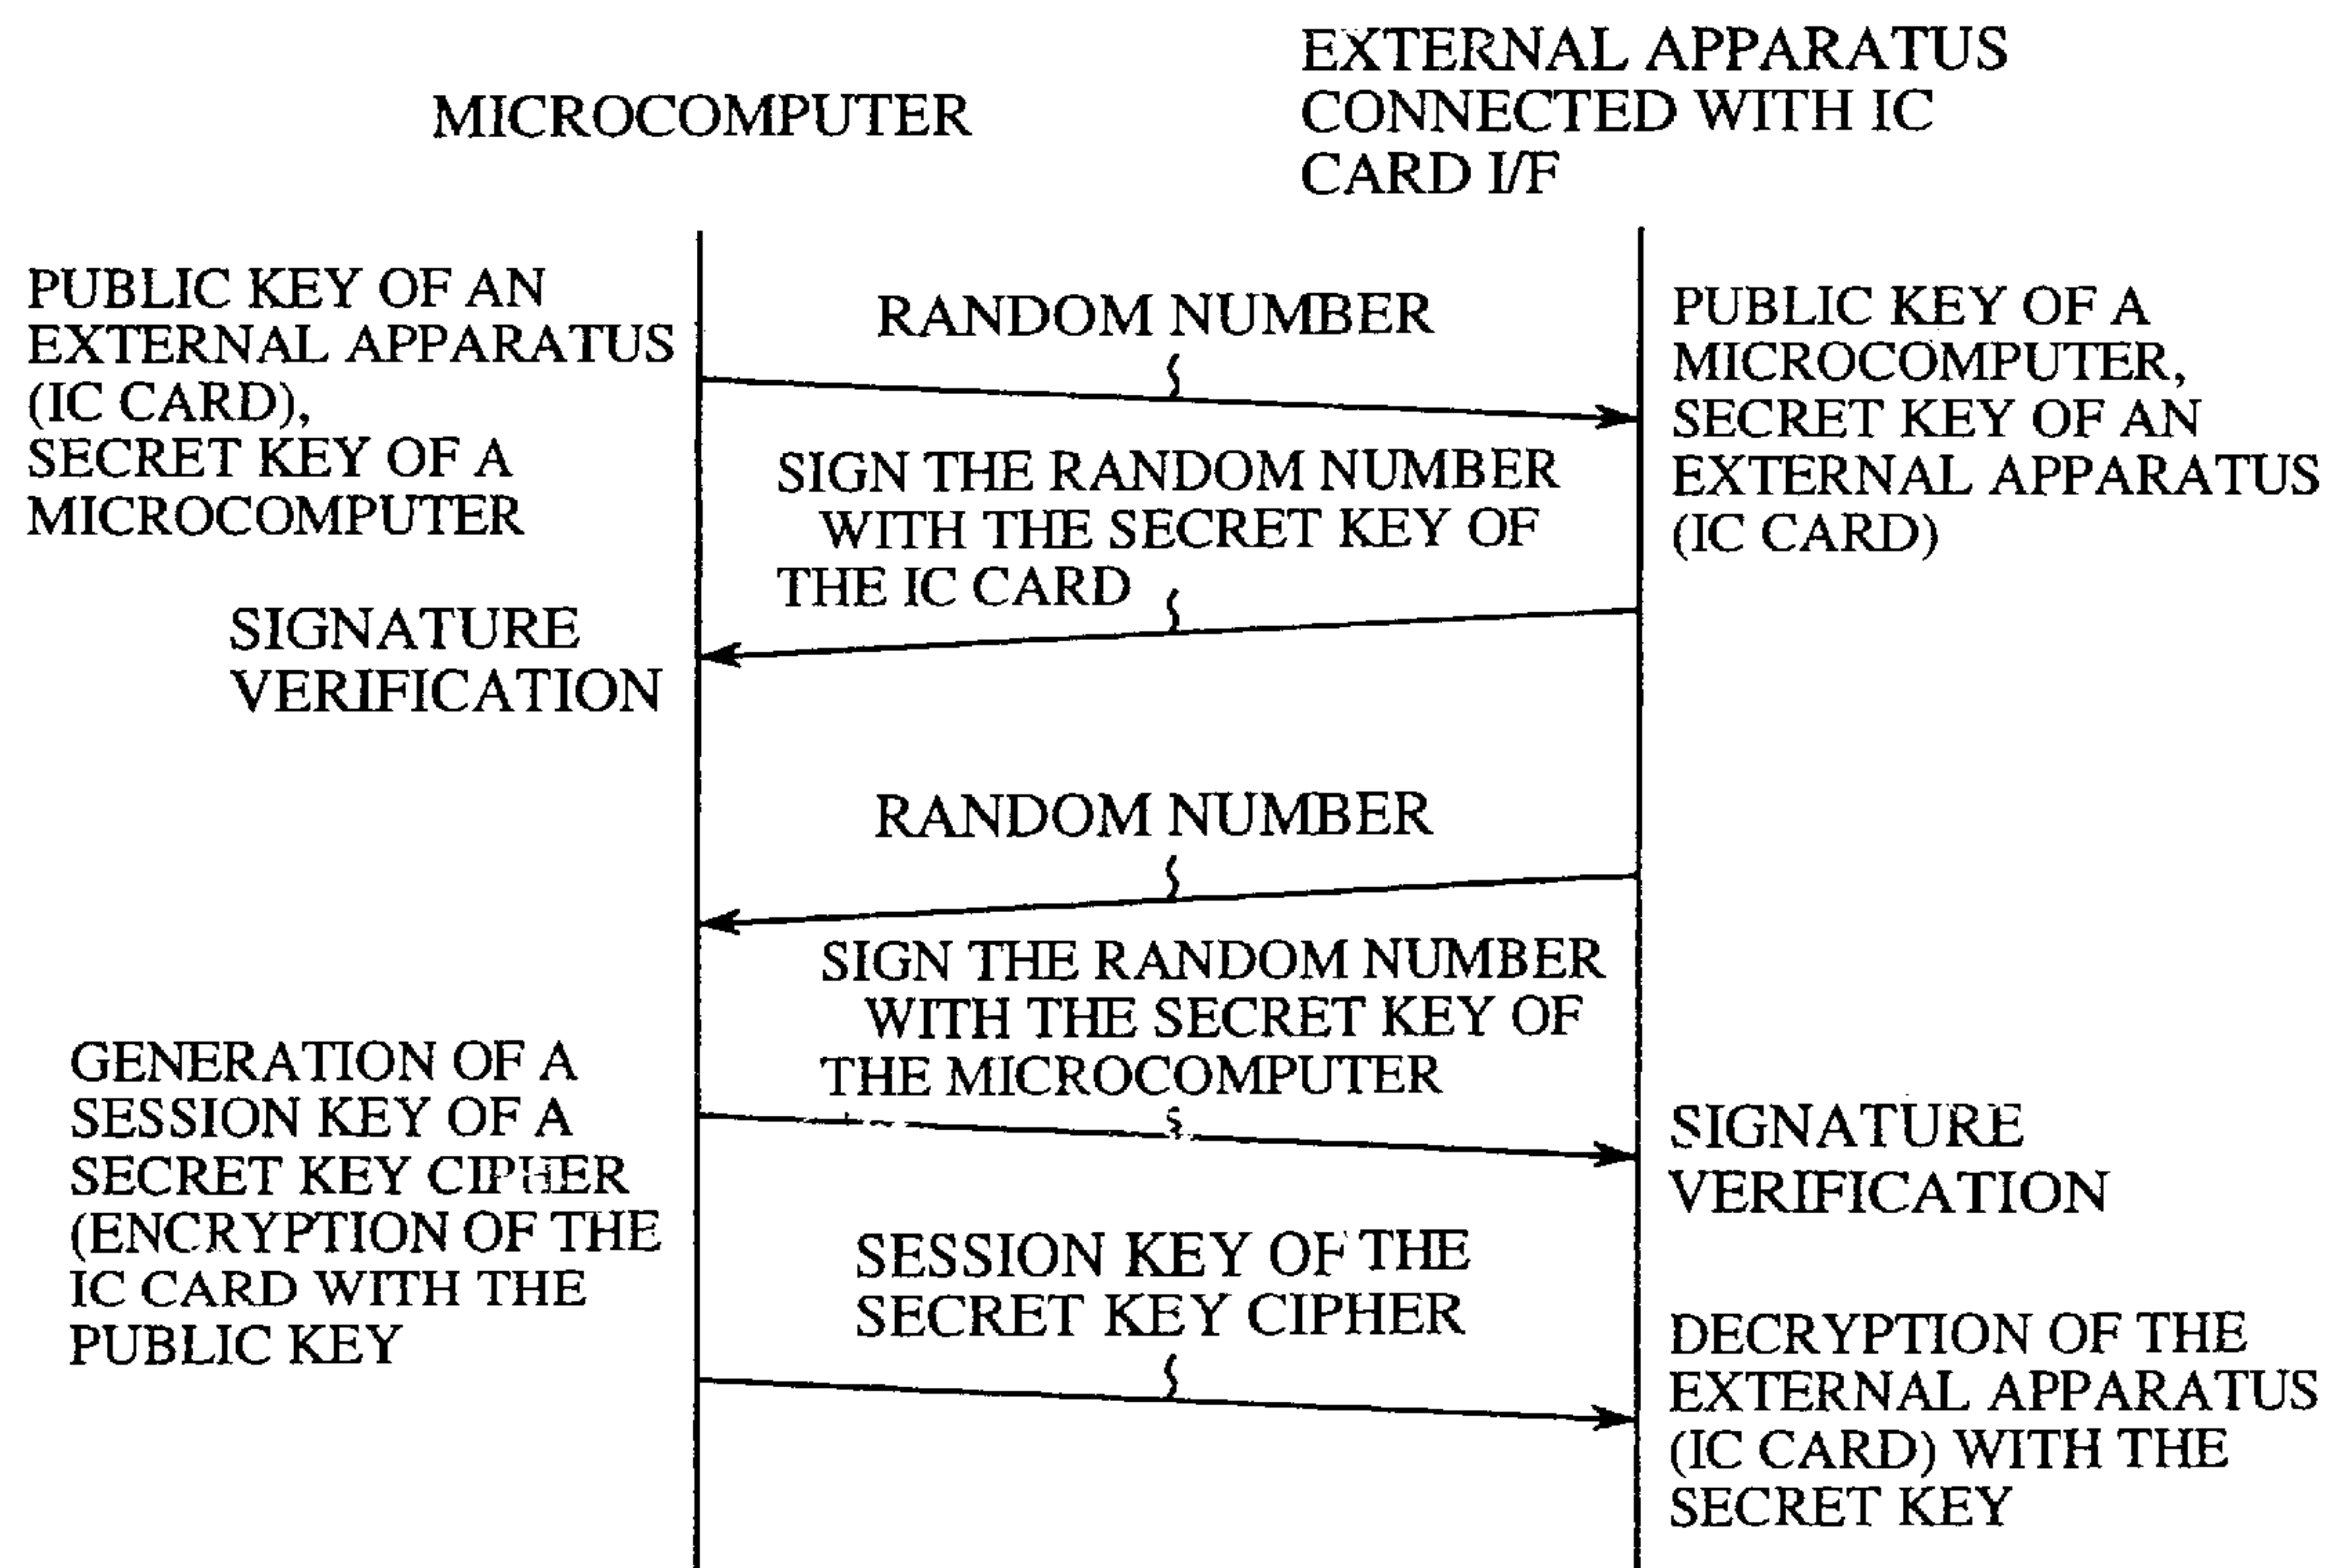 MICROCOMPUTER
EXTERNAL APPARATUS
CONNECTED WITH IC
CARD I/F
PUBLIC KEY OF AN
EXTERNAL APPARATUS
(IC CARD),
SECRET KEY OF A
MICROCOMPUTER
RANDOM NUMBER
PUBLIC KEY OF A
MICROCOMPUTER,
SECRET KEY OF AN
EXTERNAL APPARATUS
(IC CARD)
SIGN THE RANDOM NUMBER
WITH THE SECRET KEY OF
THE IC CARD
SIGNATURE
VERIFICATION
RANDOM NUMBER
SIGN THE RANDOM NUMBER
WITH THE SECRET KEY OF
THE MICROCOMPUTER
GENERATION OF A
SESSION KEY OF A
SECRET KEY CIPHER
(ENCRYPTION OF THE
IC CARD WITH THE
PUBLIC KEY
SIGNATURE
VERIFICATION
SESSION KEY OF THE
SECRET KEY CIPHER
DECRYPTION OF THE
EXTERNAL APPARATUS
(IC CARD) WITH THE
SECRET KEY